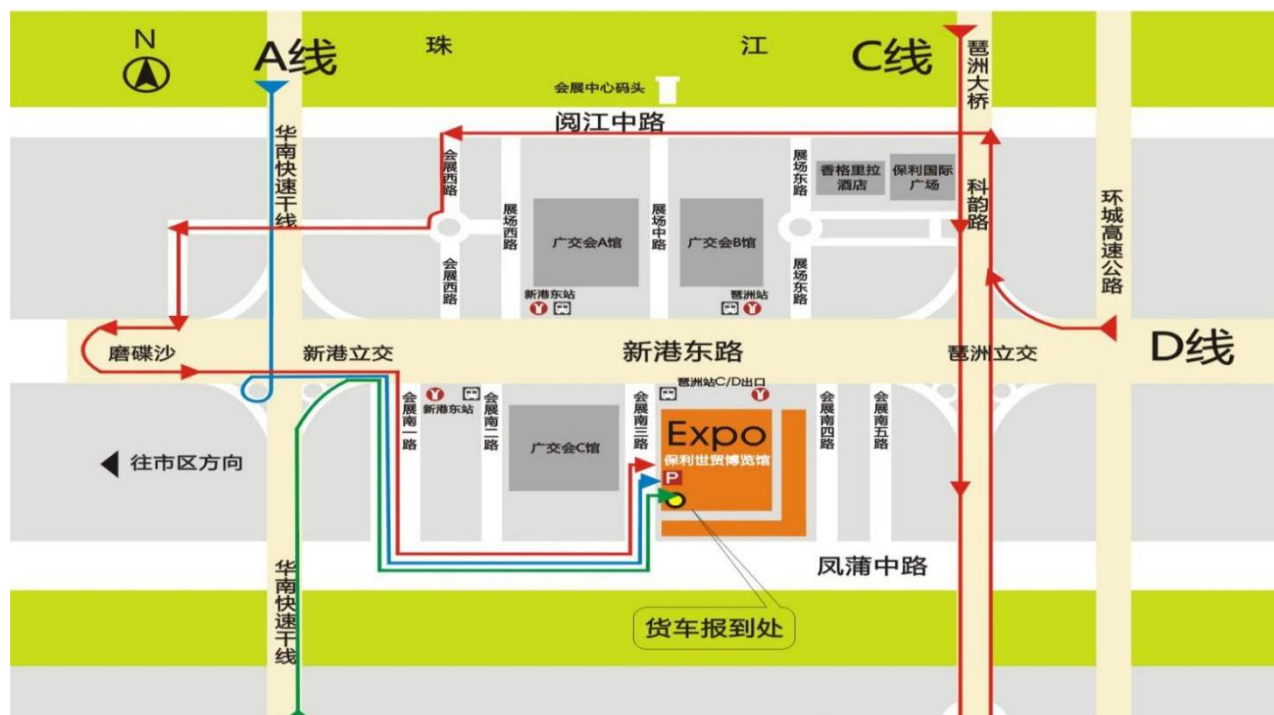 N
A线
珠
江
C线
琶洲大桥
会展中心码头
阅江中路
华南快速干线
会展西路
展场西路
展场中路
展场东路
香格里拉
酒店
保利国际
广场
科韵路
环城高速公路
广交会A馆
广交会B馆
会展西路
展场东路
新港东站
琶洲站
磨碟沙
新港立交
新港东路
琶洲立交
D线
琶洲站C/D出口
新港东站
会展南一路
会展南二路
会展南三路
会展南四路
会展南五路
Expo
保利世贸博览馆
P
广交会C馆
往市区方向
华南快速干线
凤蒲中路
货车报到处